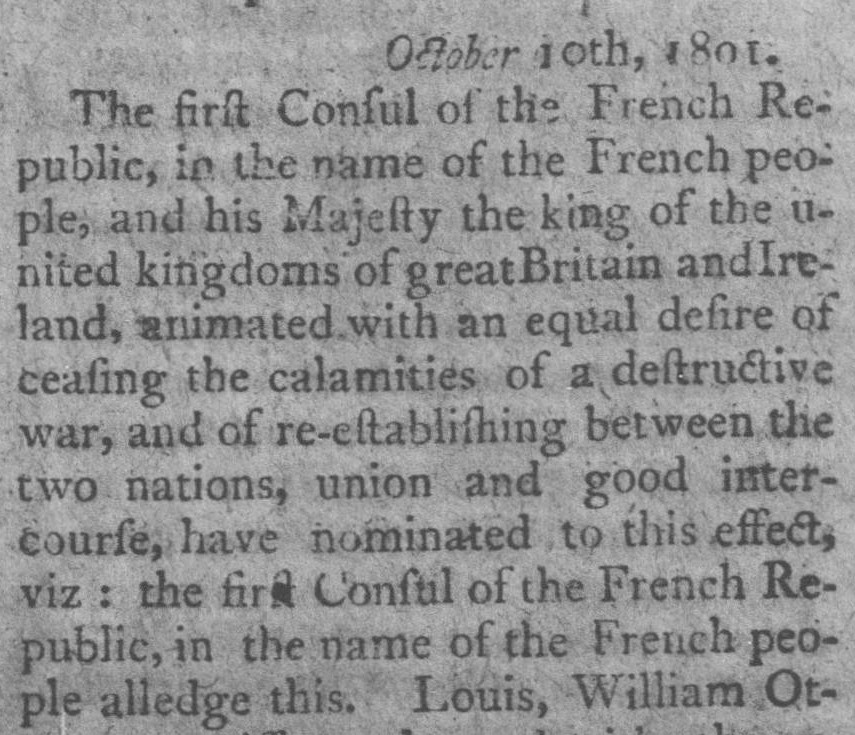 October 10th, 1801.
The firſt Conſul of the French Re-
public, in the name of the French peo-
ple, and his Majeſty the king of the u-
nited kingdoms of great Britain and Ire-
land, animated with an equal deſire of
ceaſing the calamities of a deſtructive
war, and of re-eſtabliſhing between the
two nations, union and good inter-
courſe, have nominated to this effect,
viz : the firſt Conſul of the French Re-
public, in the name of the French peo-
ple alledge this. Louis, William Ot-